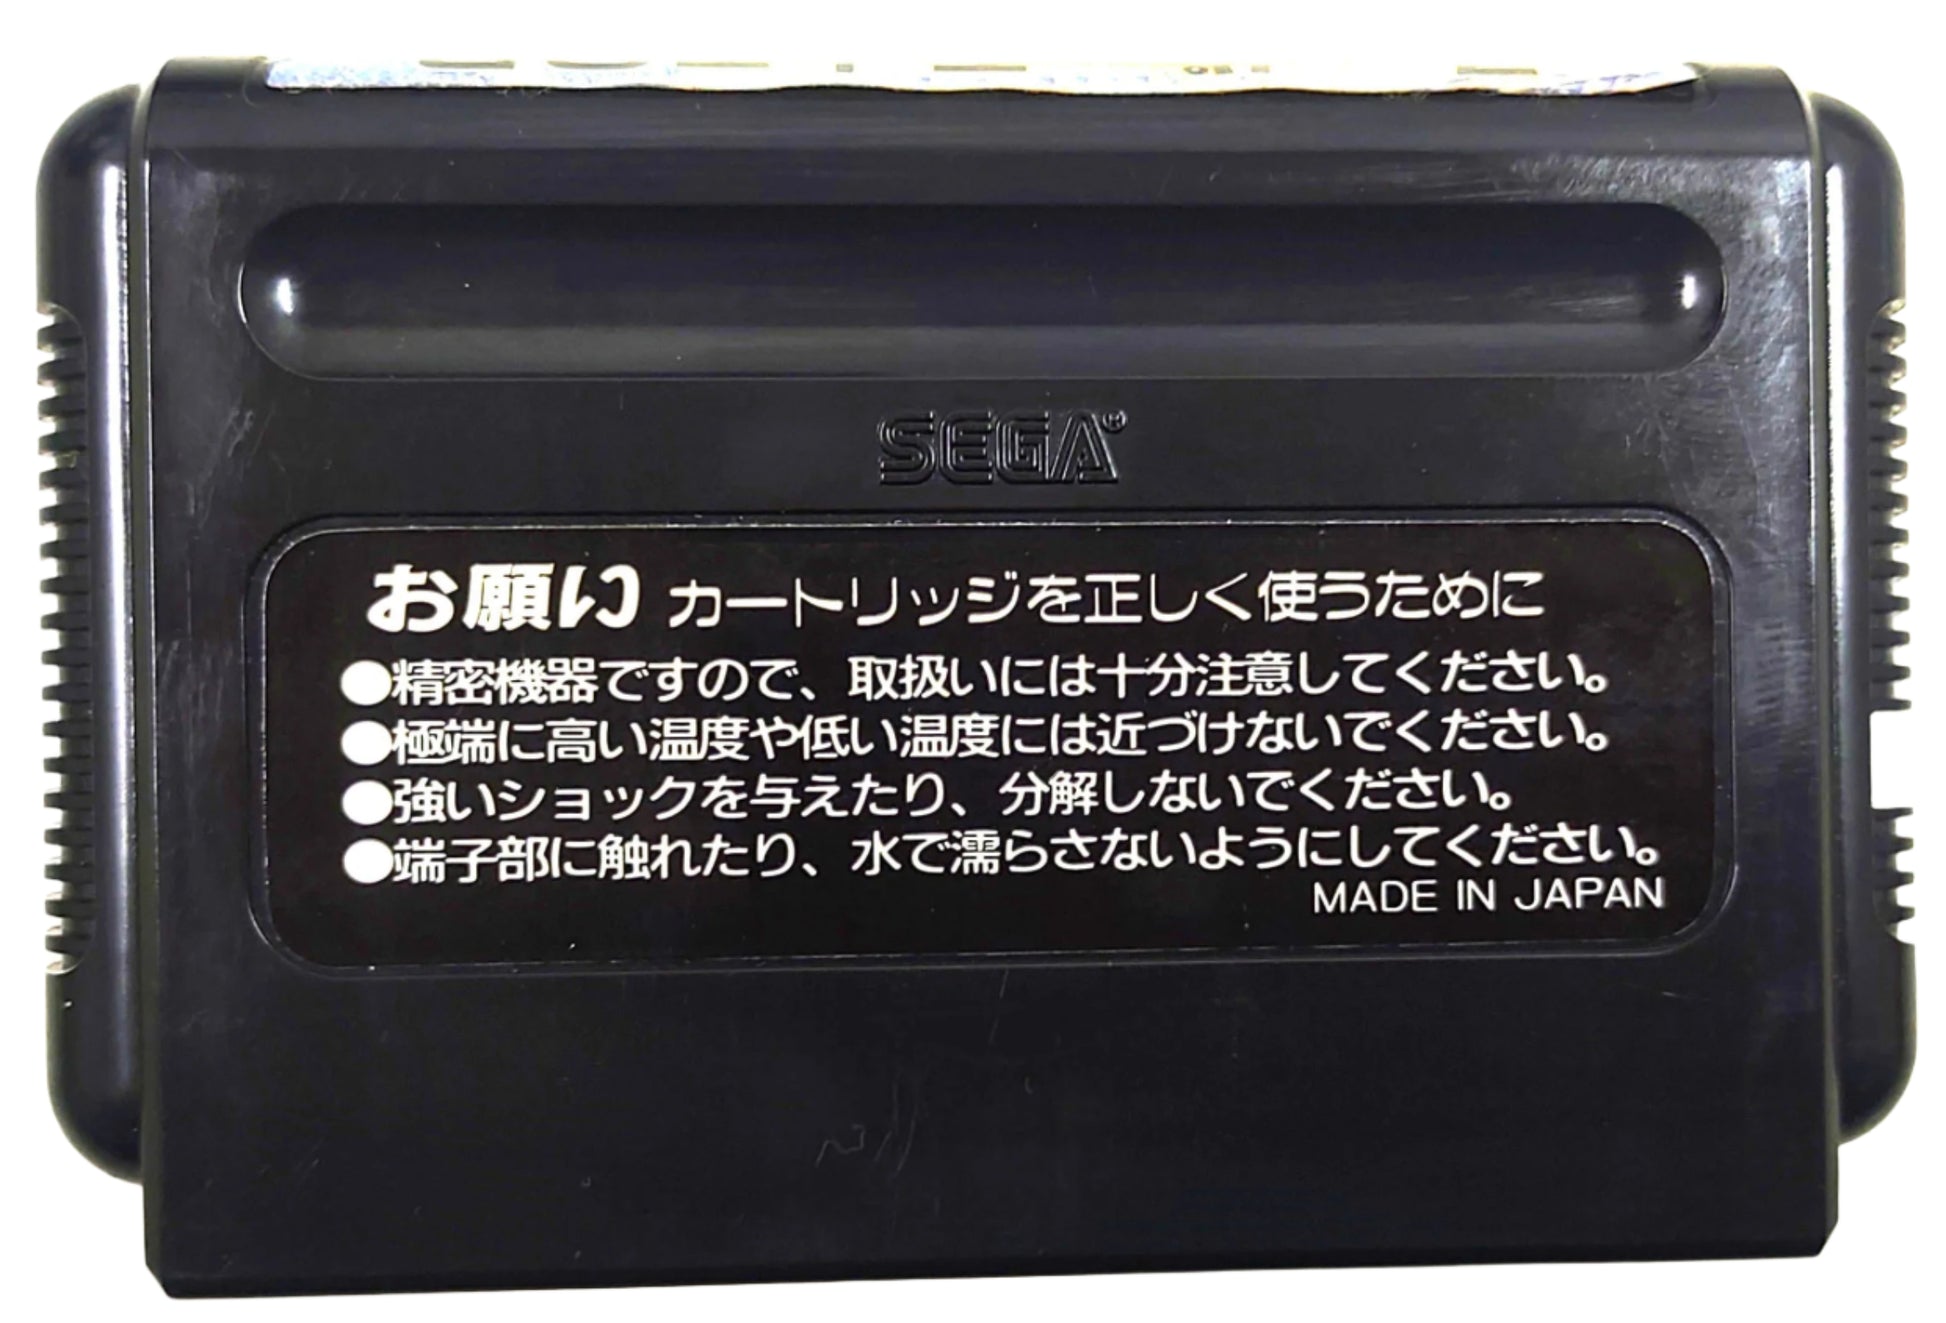 SEGA®
お願い カートリッジを正しく使うために
●精密機器ですので、取扱いには十分注意してください。
●極端に高い温度や低い温度には近づけないでください。
●強いショックを与えたり、分解しないでください。
●端子部に触れたり、水で濡らさないようにしてください。
MADE IN JAPAN